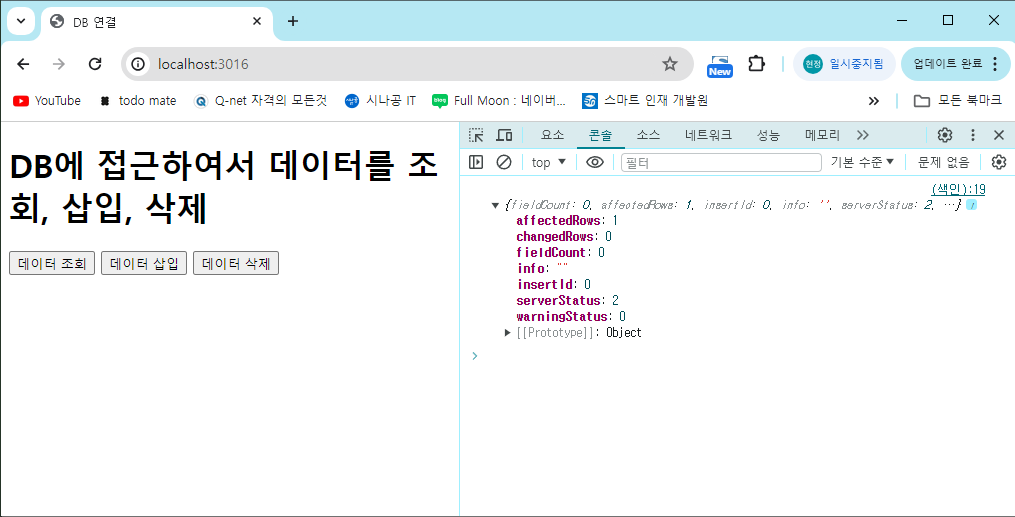 DB 연결
localhost:3016
New
현정
일시중지됨
업데이트 완료
YouTube
todo mate
Q-net 자격의 모든것
시나공 IT
blog
Full Moon : 네이버...
스마트 인재 개발원
모든 북마크
DB에 접근하여서 데이터를 조
회, 삽입, 삭제
데이터 조회 데이터 삽입 데이터 삭제
요소 콘솔 소스 네트워크 성능 메모리
top 필터 기본 수준 문제 없음
(색인):19
{fieldCount: 0, affectedRows: 1, insertId: 0, info: '', serverStatus: 2, …}
affectedRows: 1
changedRows: 0
fieldCount: 0
info: ""
insertId: 0
serverStatus: 2
warningStatus: 0
[[Prototype]]: Object